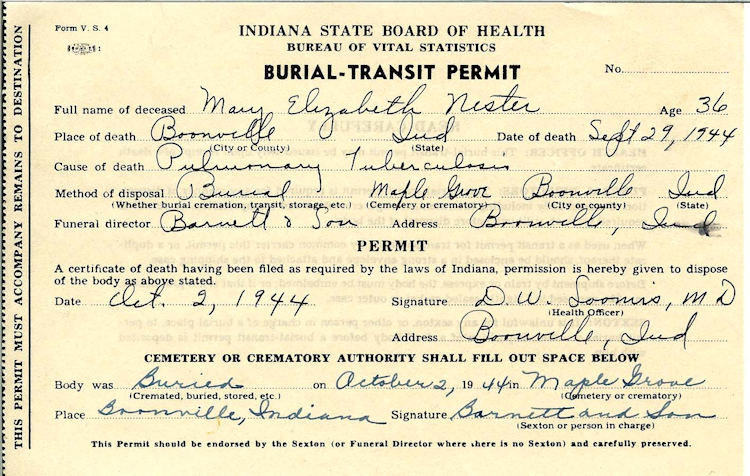 Form V. S. 4
INDIANA STATE BOARD OF HEALTH
BUREAU OF VITAL STATISTICS
BURIAL-TRANSIT PERMIT
No.
Full name of deceased Mary Elizabeth Nester Age 36
Place of death Boonville Ind Date of death Sept 29, 1944
(City or County) (State)
Cause of death Pulmonary Tuberculosis
Method of disposal Burial Maple Grove Boonville Ind
(Whether burial cremation, transit, storage, etc.) (Cemetery or crematory) (City or county) (State)
Funeral director Barnett & Son Address Boonville, Ind
PERMIT
A certificate of death having been filed as required by the laws of Indiana, permission is hereby given to dispose
of the body as above stated.
Date Oct. 2, 1944 Signature D. W. Loomis, M D
(Health Officer)
Address Boonville, Ind
CEMETERY OR CREMATORY AUTHORITY SHALL FILL OUT SPACE BELOW
Body was Buried on October 2, 1944 in Maple Grove
(Cremated, buried, stored, etc.) (Cemetery or crematory)
Place Boonville, Indiana Signature Barnett and Son
(Sexton or person in charge)
This Permit should be endorsed by the Sexton (or Funeral Director where there is no Sexton) and carefully preserved.
THIS PERMIT MUST ACCOMPANY REMAINS TO DESTINATION